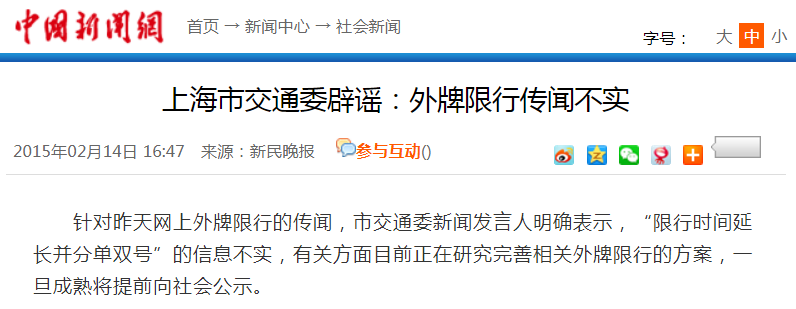 中國新聞網
首页 → 新闻中心 → 社会新闻
字号： 大 中 小
上海市交通委辟谣：外牌限行传闻不实
2015年02月14日 16:47 来源：新民晚报 参与互动()
针对昨天网上外牌限行的传闻，市交通委新闻发言人明确表示，“限行时间延
长并分单双号”的信息不实，有关方面目前正在研究完善相关外牌限行的方案，一
旦成熟将提前向社会公示。